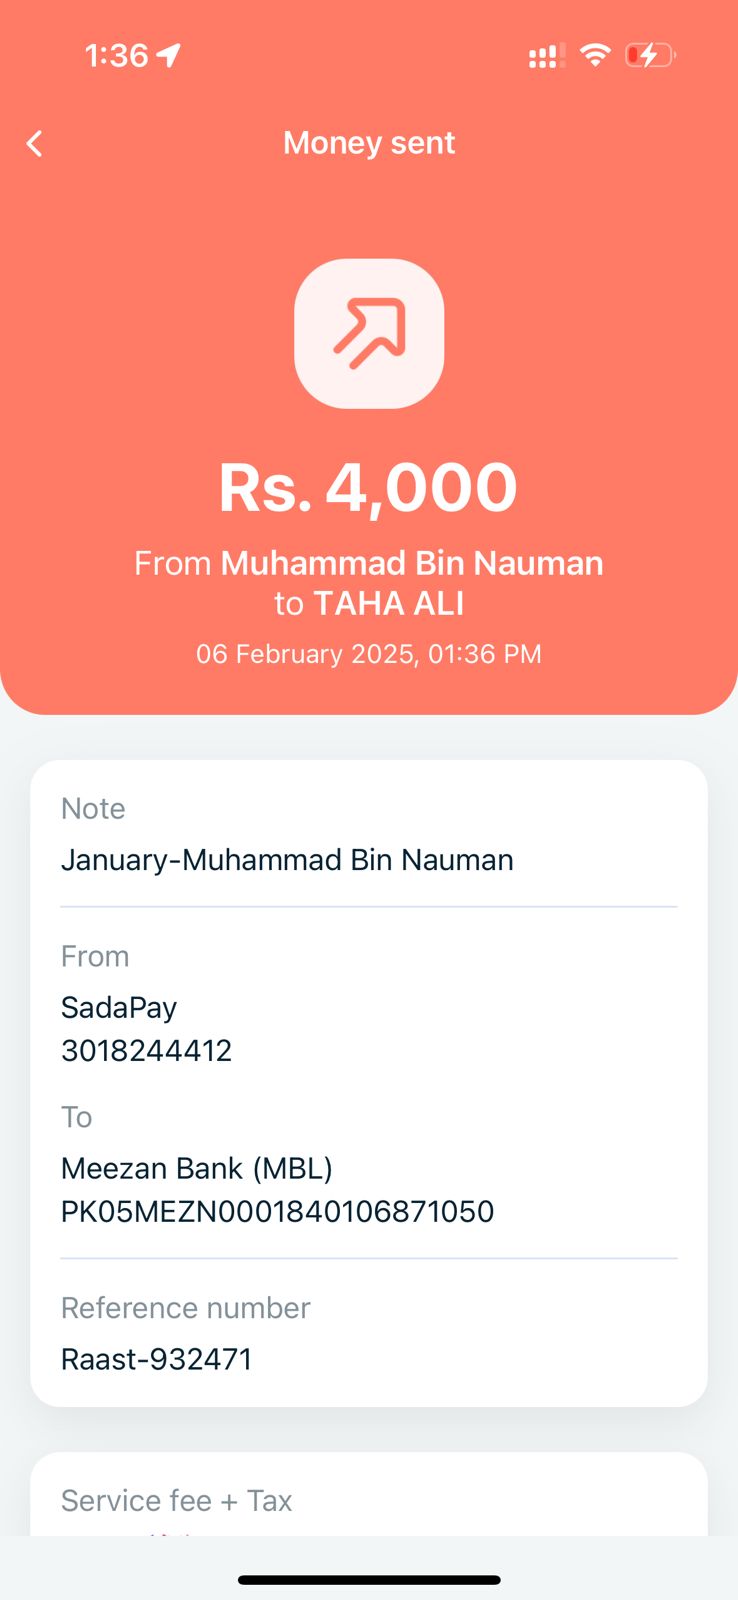 1:36
Money sent
Rs. 4,000
From Muhammad Bin Nauman
to TAHA ALI
06 February 2025, 01:36 PM
Note
January-Muhammad Bin Nauman
From
SadaPay
3018244412
To
Meezan Bank (MBL)
PK05MEZN0001840106871050
Reference number
Raast-932471
Service fee + Tax